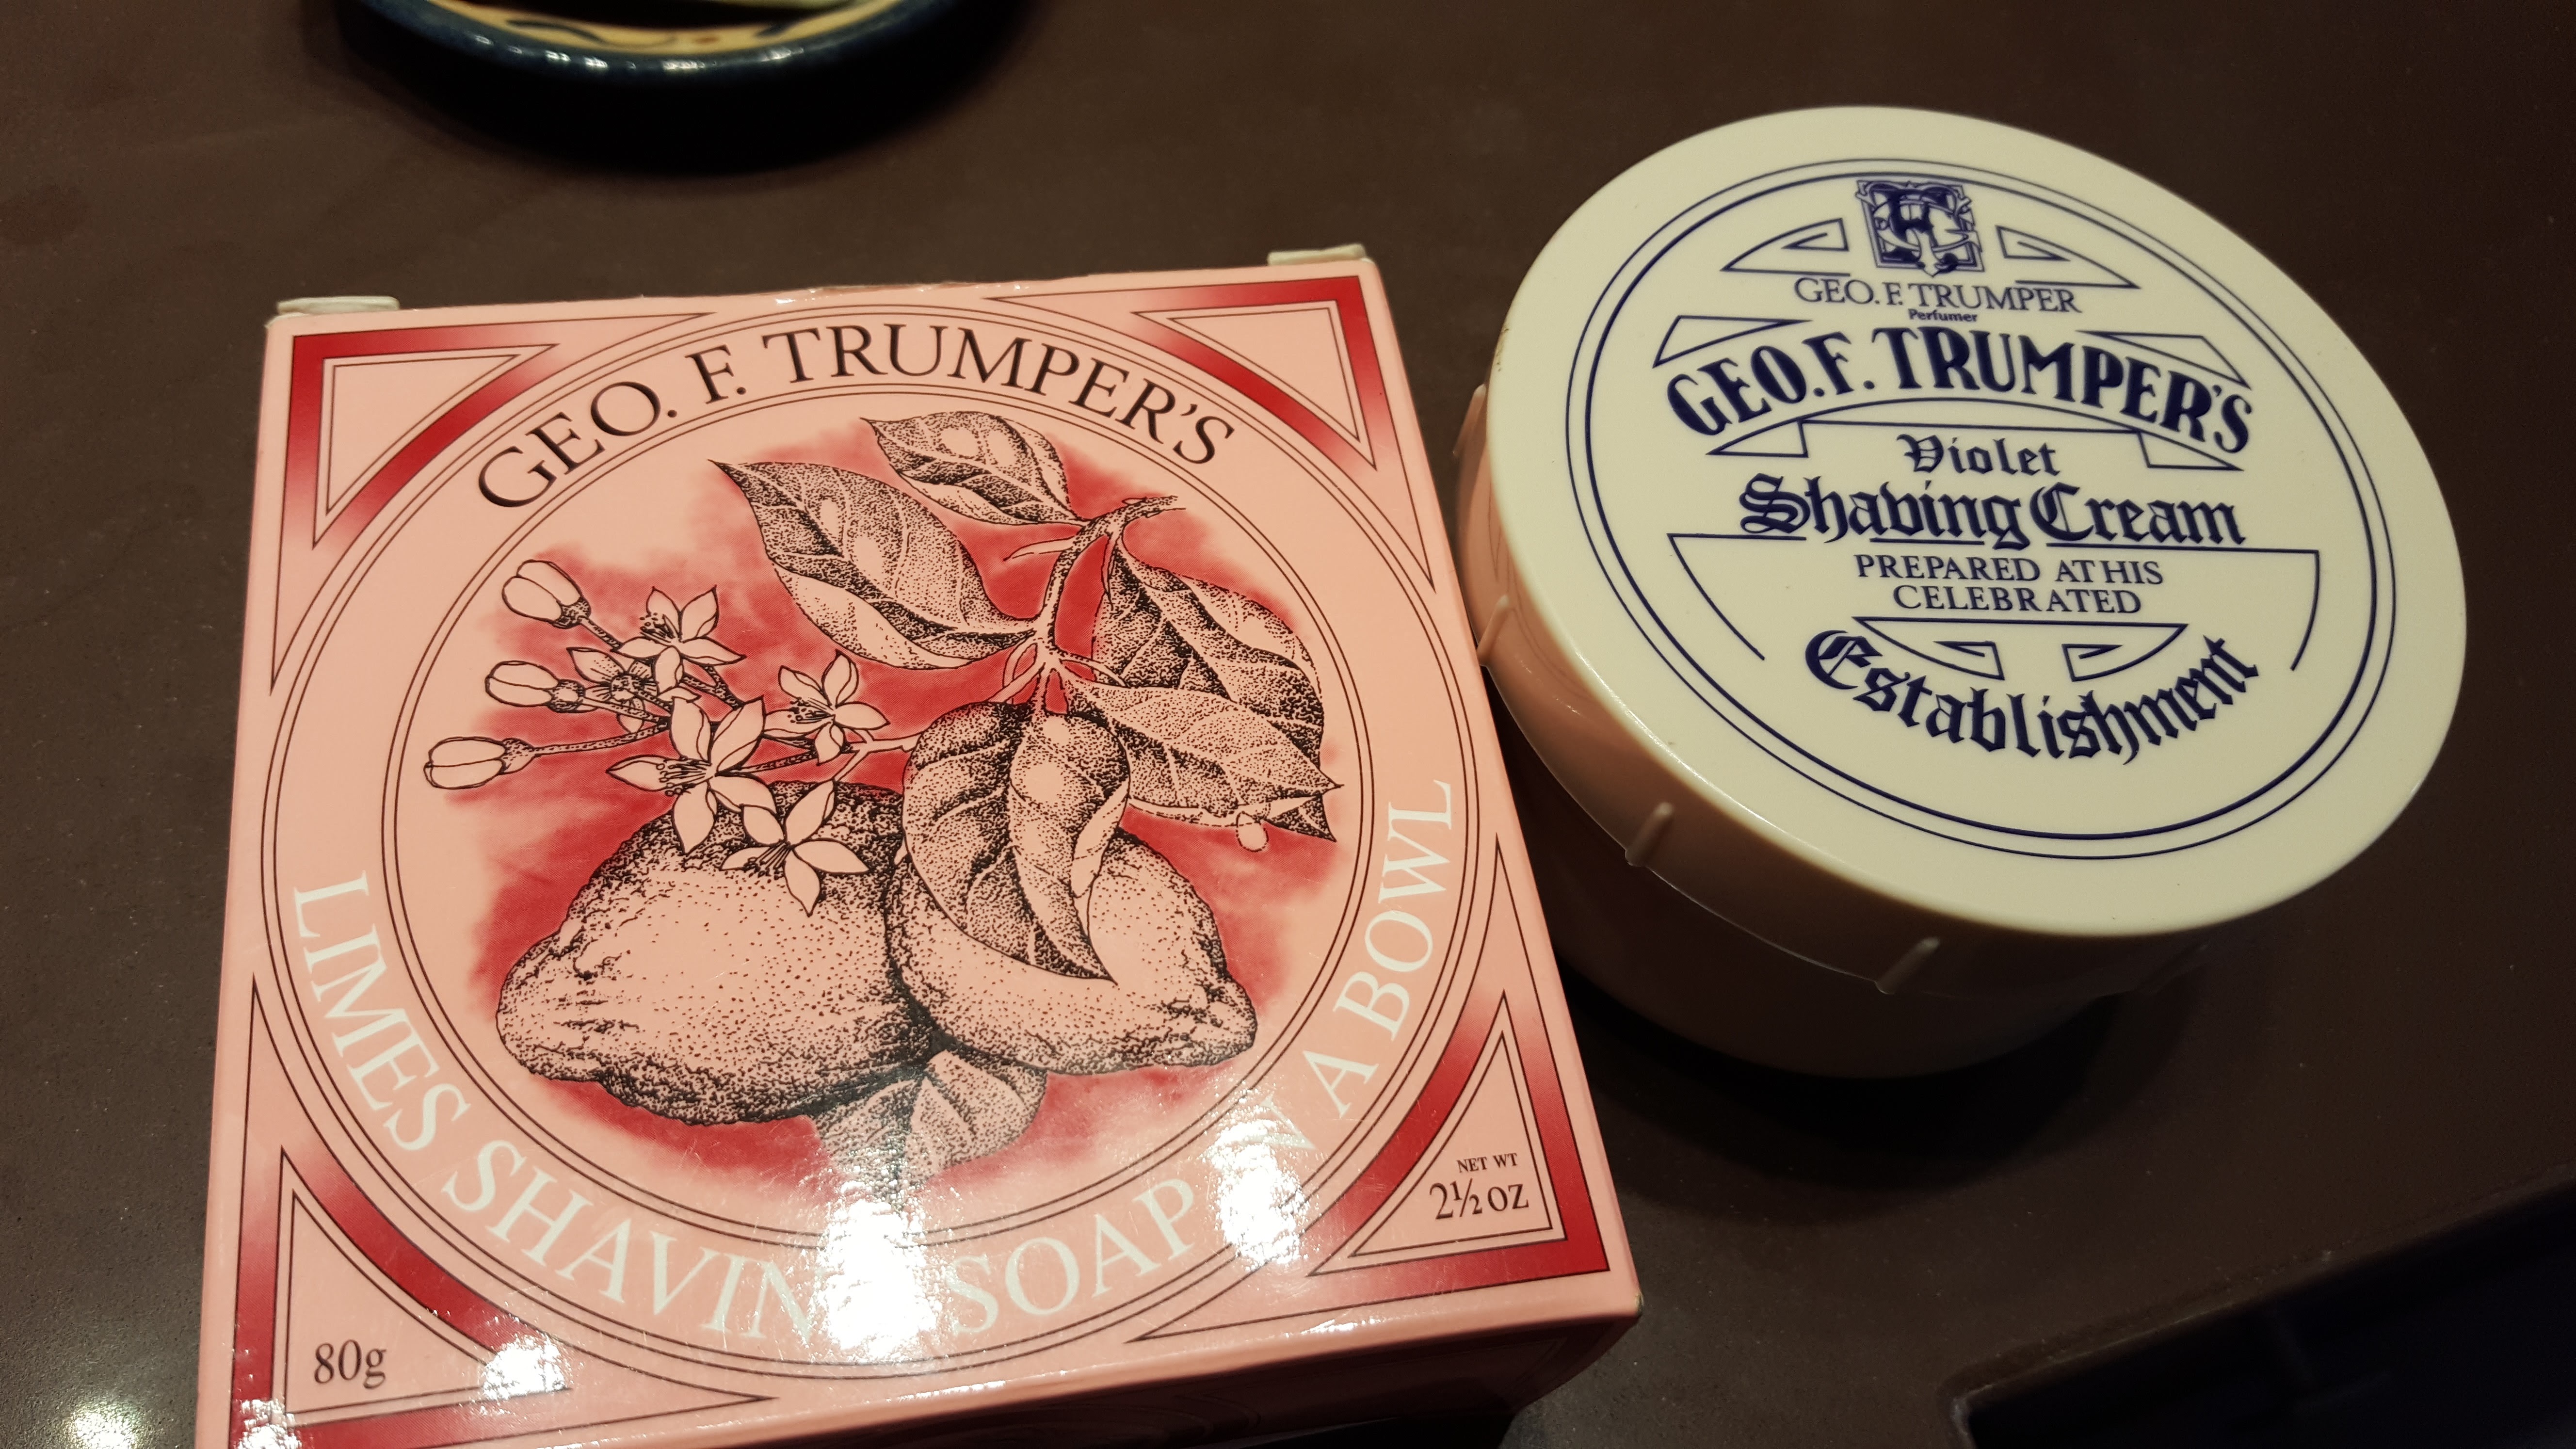 GEO. F. TRUMPER'S
LIMES SHAVING SOAP IN A BOWL
NET WT
2½ OZ
80g
GEO. F. TRUMPER
Perfumer
GEO. F. TRUMPER'S
Violet
Shaving Cream
PREPARED AT HIS
CELEBRATED
Establishment